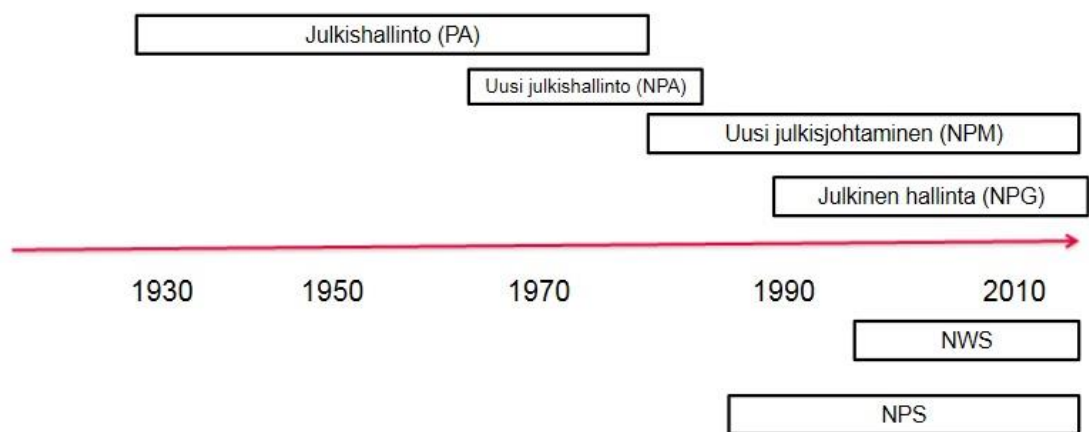 Julkishallinto (PA)
Uusi julkishallinto (NPA)
Uusi julkisjohtaminen (NPM)
Julkinen hallinta (NPG)
1930 1950 1970 1990 2010
NWS
NPS